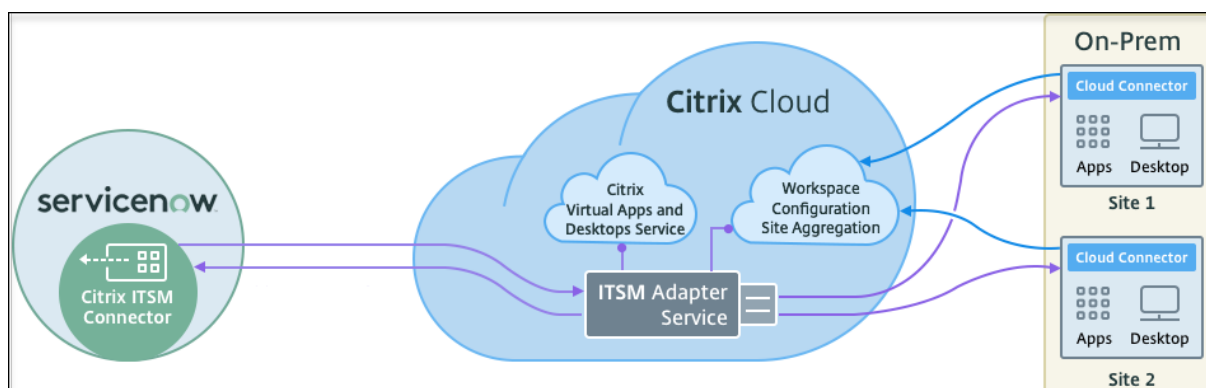 servicenow
Citrix ITSM
Connector
Citrix Cloud
Citrix
Virtual Apps and
Desktops Service
Workspace
Configuration
Site Aggregation
ITSM Adapter
Service
On-Prem
Cloud Connector
Apps Desktop
Site 1
Cloud Connector
Apps Desktop
Site 2